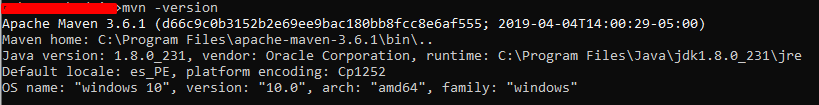 >mvn -version
Apache Maven 3.6.1 (d66c9c0b3152b2e69ee9bac180bb8fcc8e6af555; 2019-04-04T14:00:29-05:00)
Maven home: C:\Program Files\apache-maven-3.6.1\bin\..
Java version: 1.8.0_231, vendor: Oracle Corporation, runtime: C:\Program Files\Java\jdk1.8.0_231\jre
Default locale: es_PE, platform encoding: Cp1252
OS name: "windows 10", version: "10.0", arch: "amd64", family: "windows"